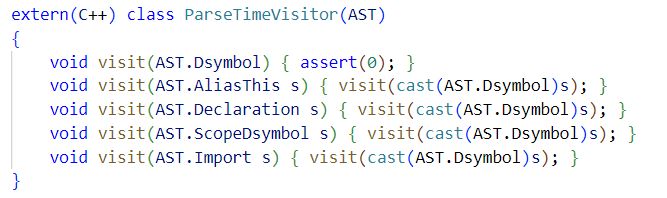 extern(C++) class ParseTimeVisitor(AST)
{
    void visit(AST.Dsymbol) { assert(0); }
    void visit(AST.AliasThis s) { visit(cast(AST.Dsymbol)s); }
    void visit(AST.Declaration s) { visit(cast(AST.Dsymbol)s); }
    void visit(AST.ScopeDsymbol s) { visit(cast(AST.Dsymbol)s); }
    void visit(AST.Import s) { visit(cast(AST.Dsymbol)s); }
}